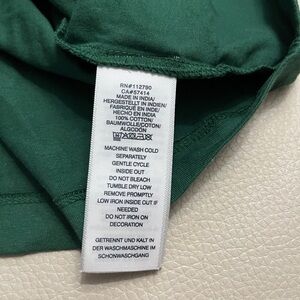 RN#112790
CA#57414
MADE IN INDIA/
HERGESTELLT IN INDIEN/
FABRIQUÉ EN INDE/
HECHO EN INDIA
100% COTTON/
BAUMWOLLE/COTON/
ALGODÓN
MACHINE WASH COLD
SEPARATELY
GENTLE CYCLE
INSIDE OUT
DO NOT BLEACH
TUMBLE DRY LOW
REMOVE PROMPTLY
LOW IRON INSIDE OUT IF
NEEDED
DO NOT IRON ON
DECORATION
GETRENNT UND KALT IN
DER WASCHMASCHINE IM
SCHONWASCHGANG